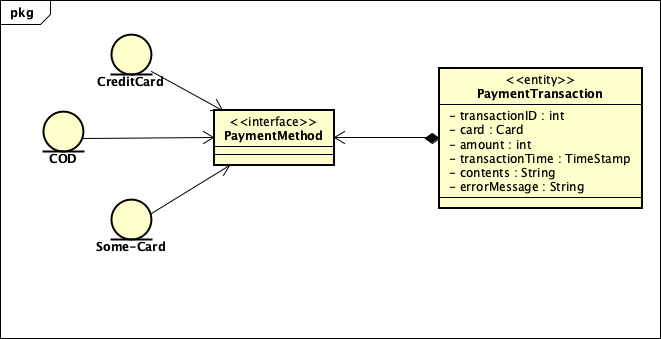 pkg
CreditCard
COD
Some-Card
<<interface>>
PaymentMethod
<<entity>>
PaymentTransaction
- transactionID : int
- card : Card
- amount : int
- transactionTime : TimeStamp
- contents : String
- errorMessage : String